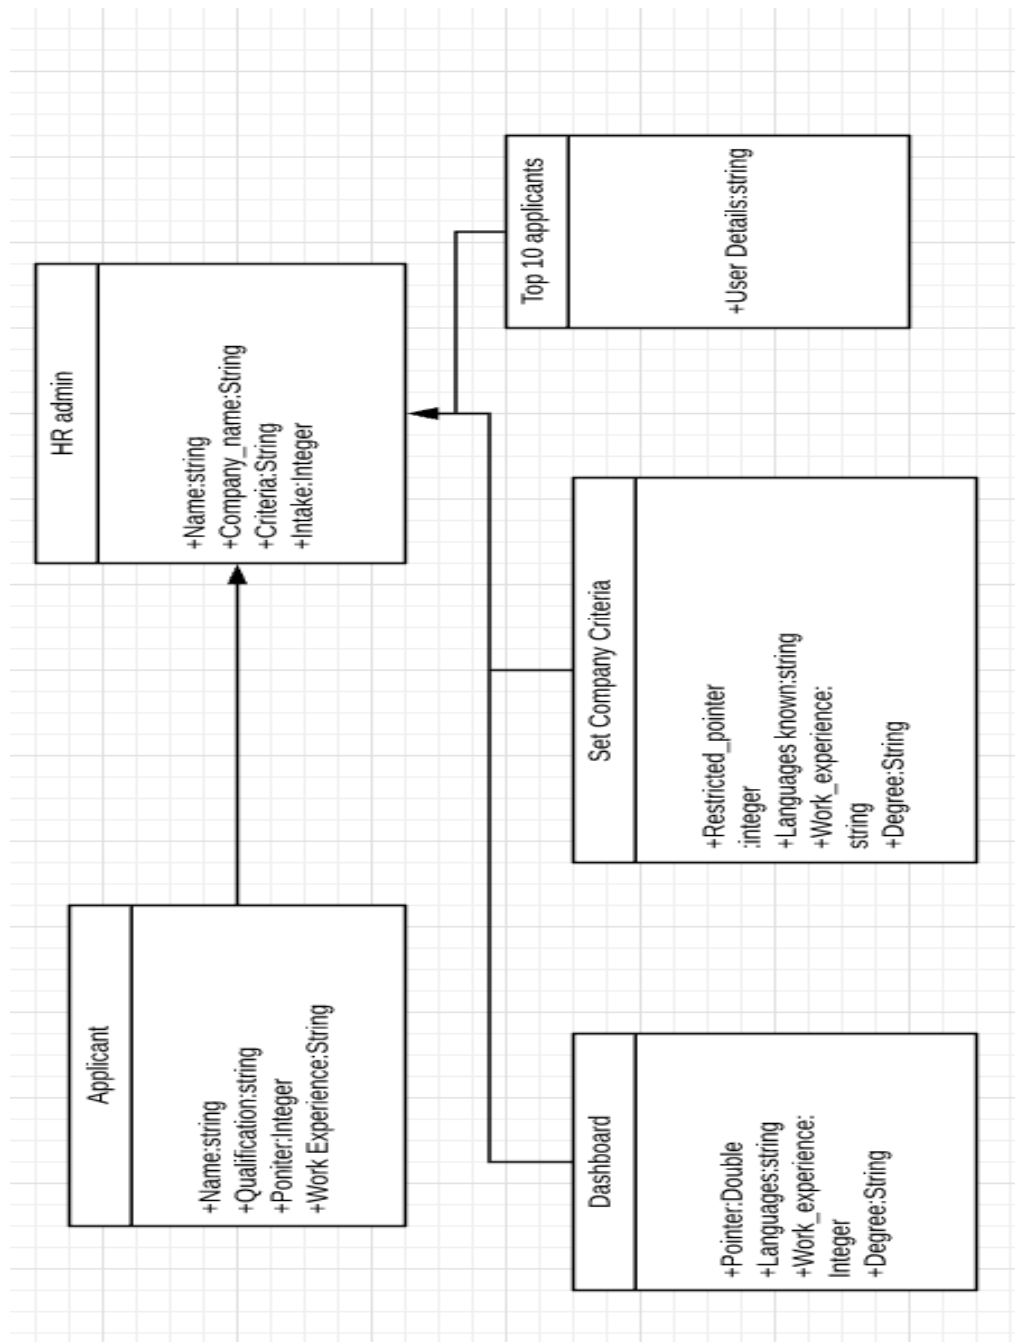 Applicant
+Name:string
+Qualification:string
+Poniter:Integer
+Work Experience:String
HR admin
+Name:string
+Company_name:String
+Criteria:String
+Intake:Integer
Dashboard
+Pointer:Double
+Languages:string
+Work_experience:
Integer
+Degree:String
Set Company Criteria
+Restricted_pointer
:integer
+Languages known:string
+Work_experience:
string
+Degree:String
Top 10 applicants
+User Details:string